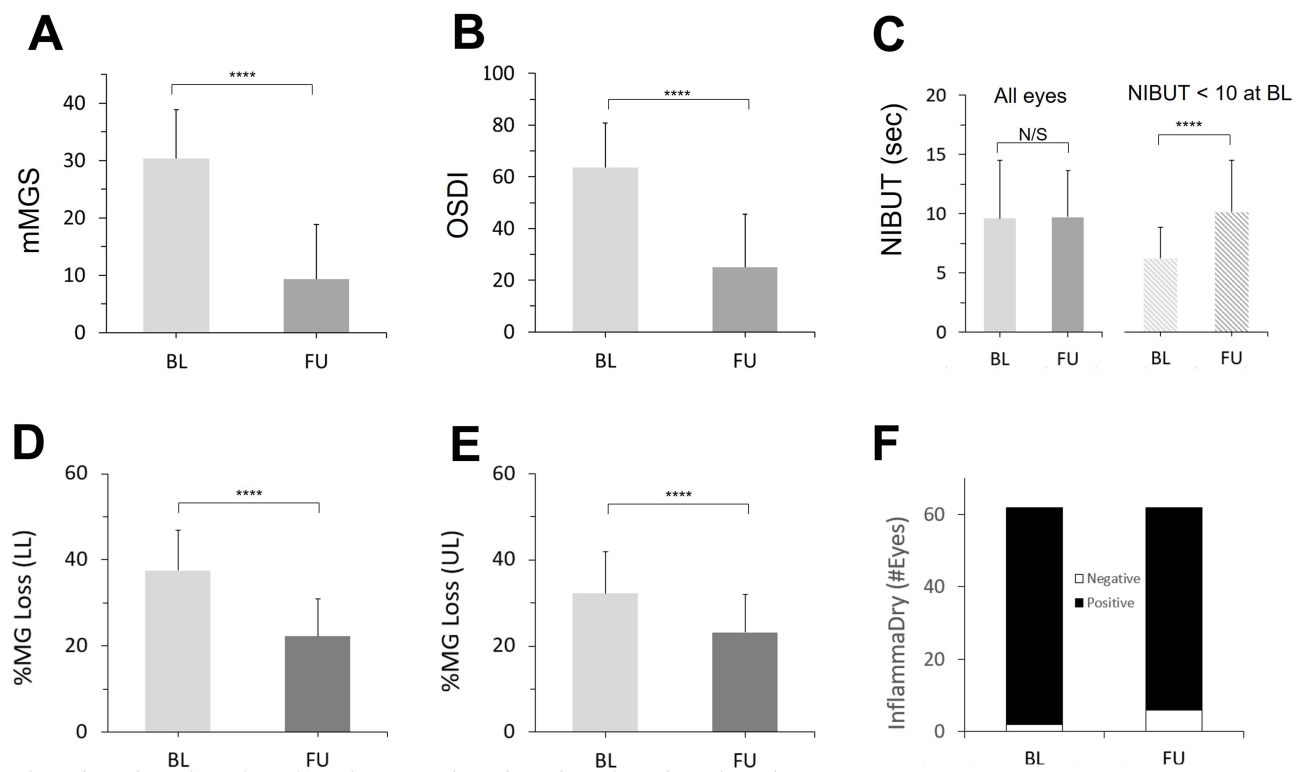 A
mMGS
40
30
20
10
0
****
BL FU
B
OSDI
100
80
60
40
20
0
****
BL FU
C
NIBUT (sec)
20
15
10
5
0
All eyes
N/S
BL FU
NIBUT < 10 at BL
****
BL FU
D
%MG Loss (LL)
60
40
20
0
****
BL FU
E
%MG Loss (UL)
60
40
20
0
****
BL FU
F
InflammaDry (#Eyes)
60
40
20
0
Negative
Positive
BL FU